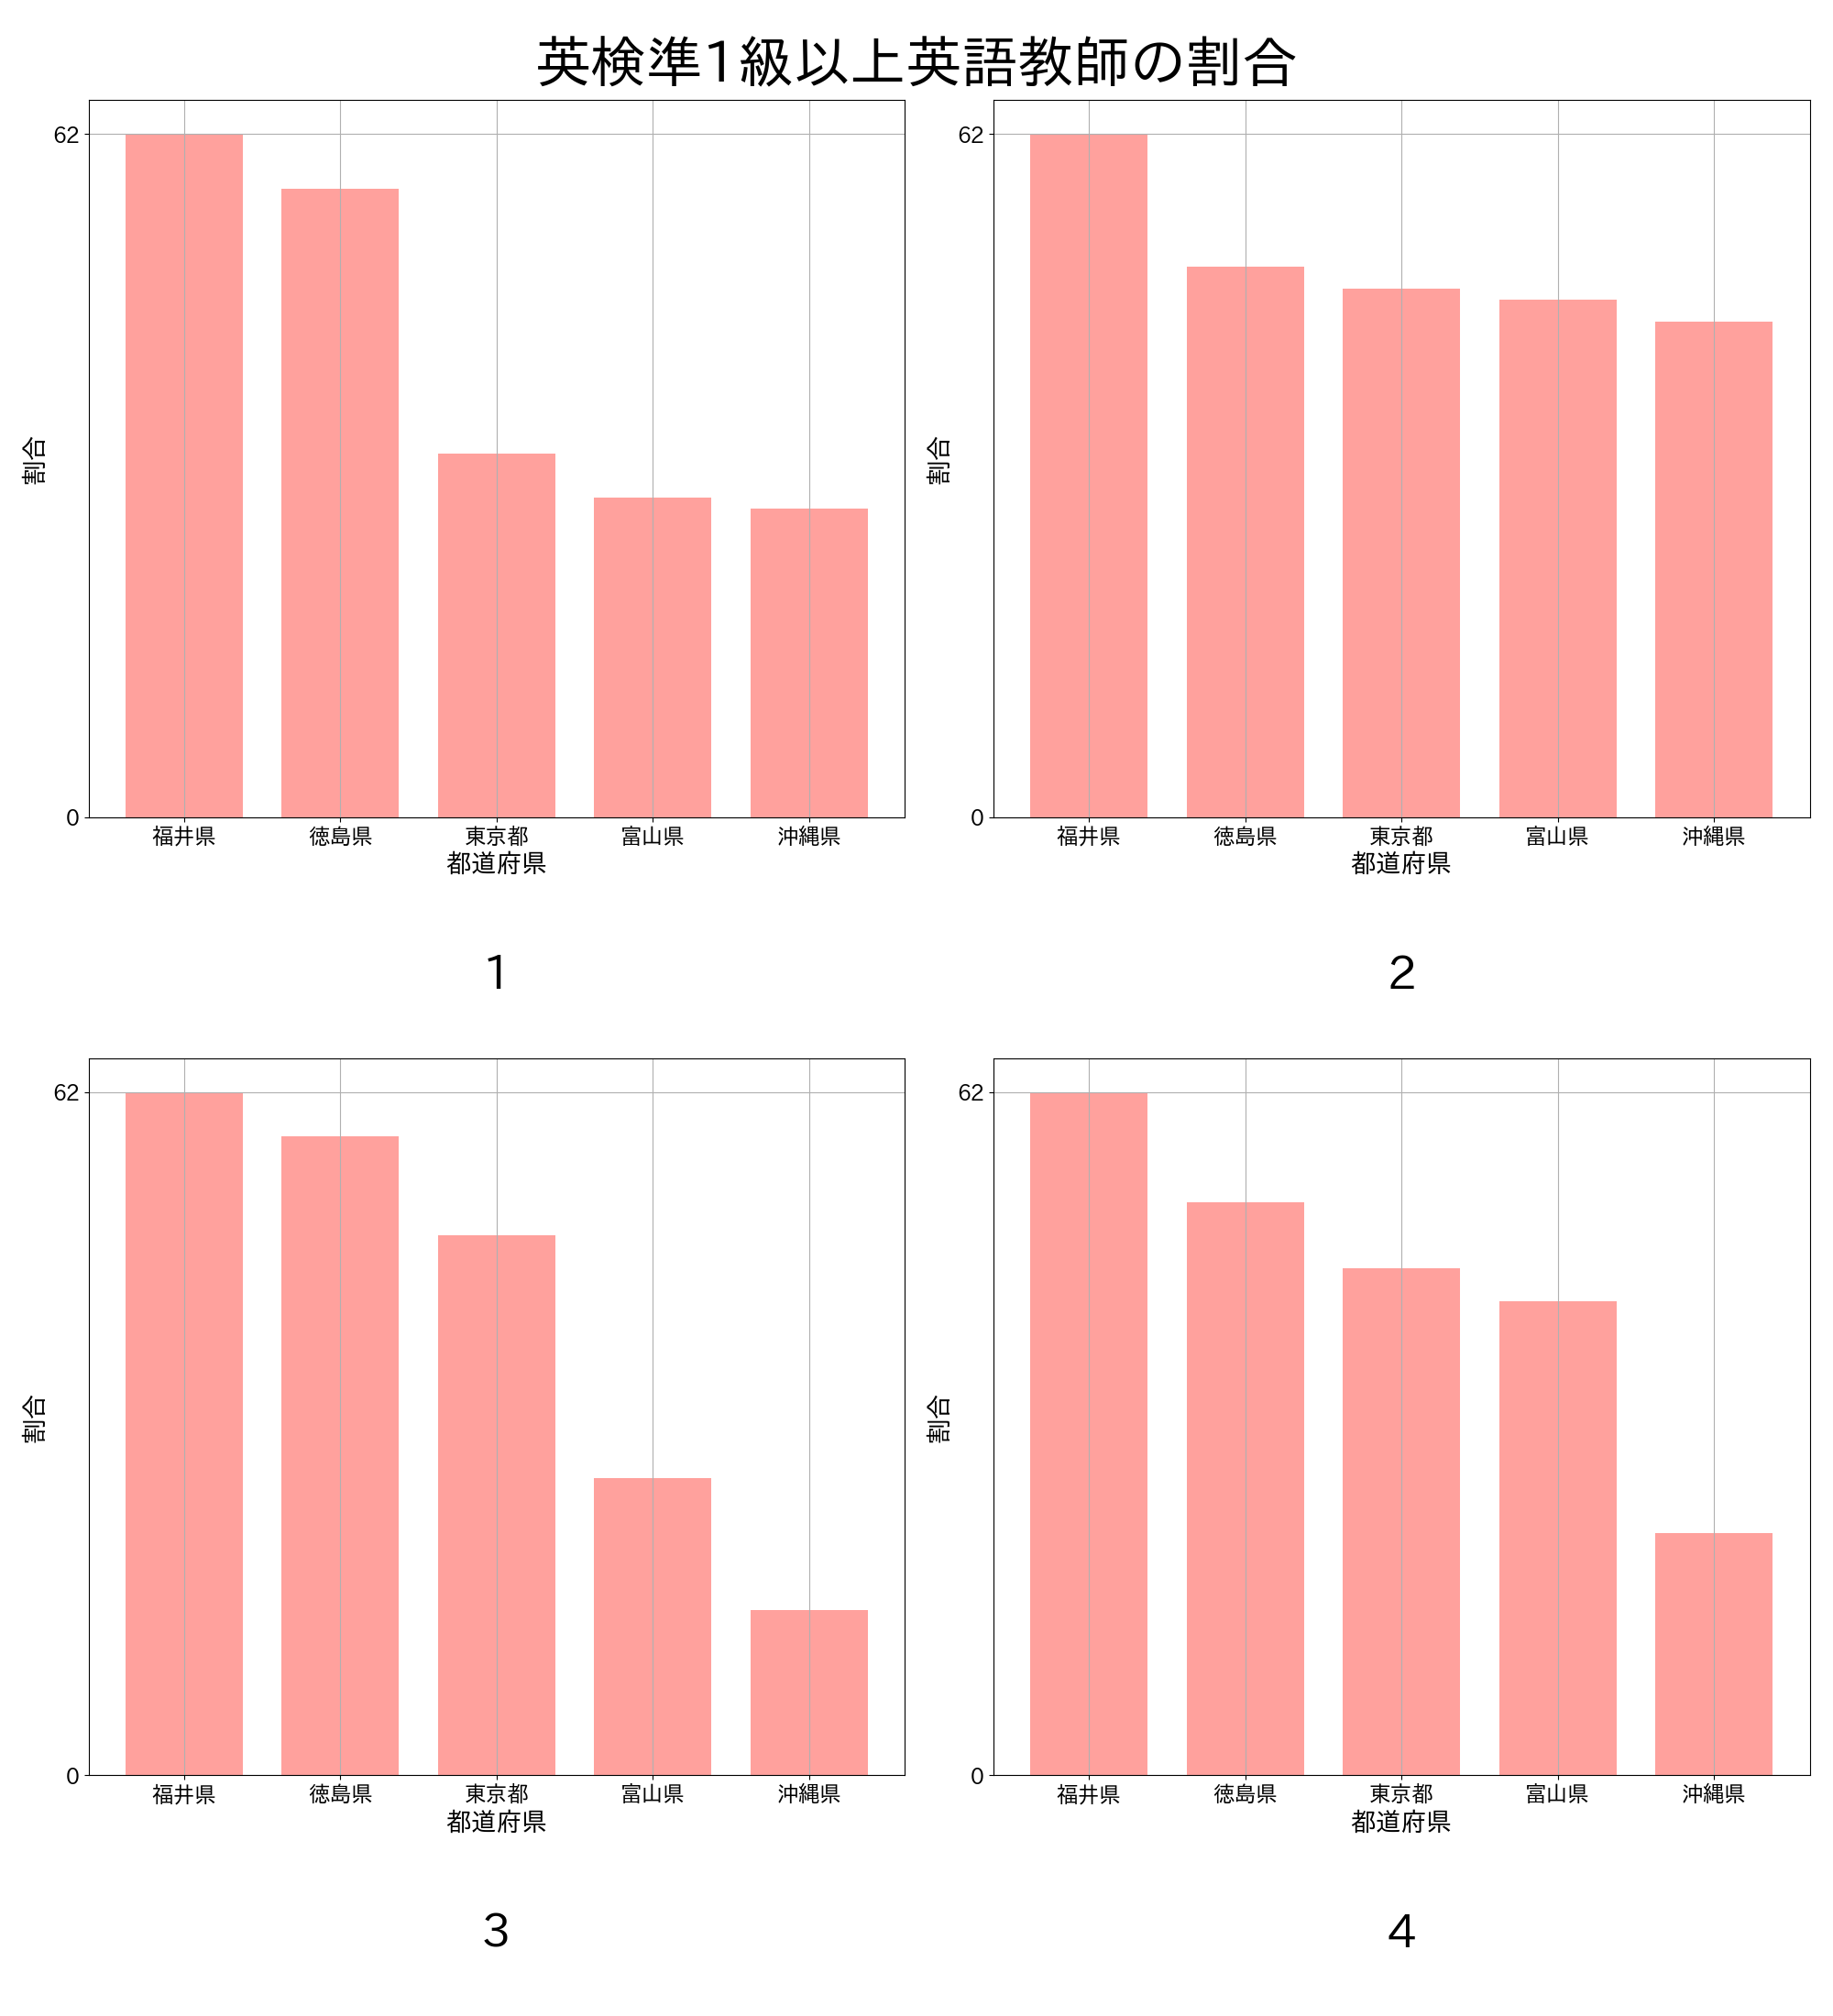 英検準1級以上英語教師の割合
62
0
割合
福井県 徳島県 東京都 富山県 沖縄県
都道府県
1
62
0
割合
福井県 徳島県 東京都 富山県 沖縄県
都道府県
2
62
0
割合
福井県 徳島県 東京都 富山県 沖縄県
都道府県
3
62
0
割合
福井県 徳島県 東京都 富山県 沖縄県
都道府県
4